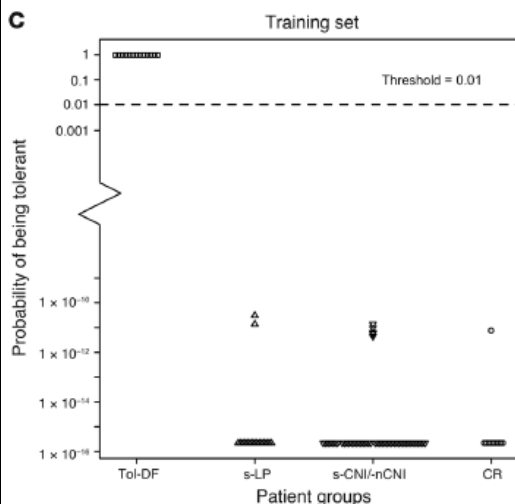 C
Training set
1
0.1
Threshold = 0.01
0.01
0.001
Probability of being tolerant
1 × 10⁻¹⁰
1 × 10⁻¹²
1 × 10⁻¹⁴
1 × 10⁻¹⁶
Tol-DF s-LP s-CNI/-nCNI CR
Patient groups